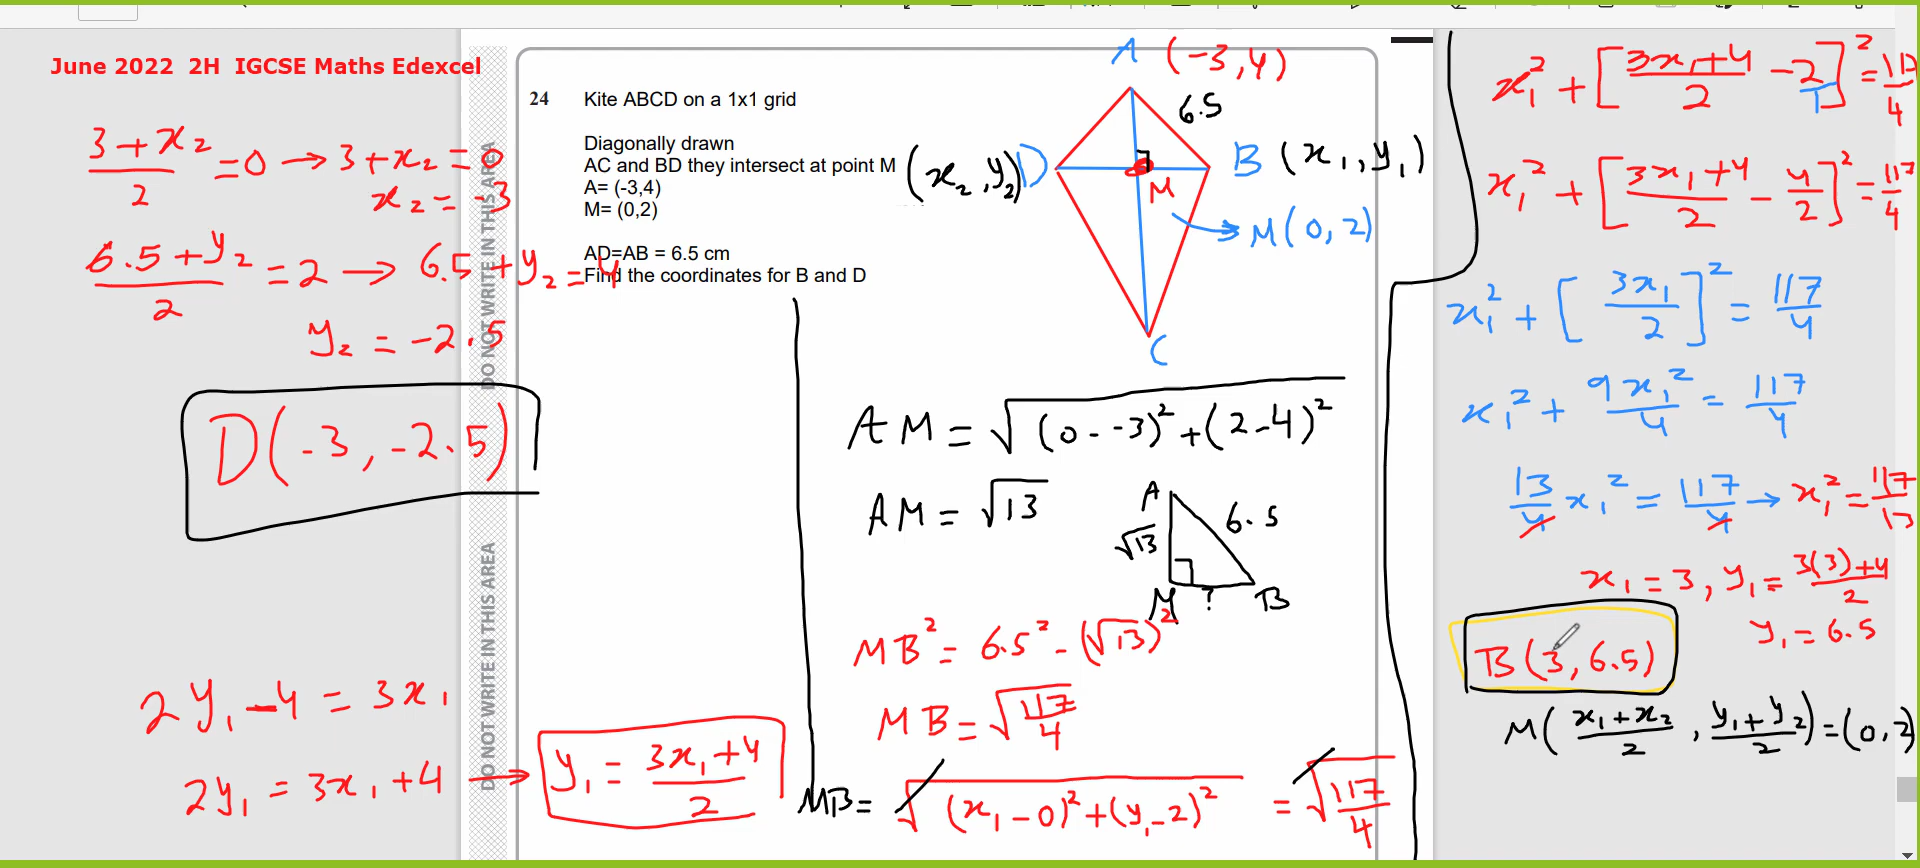 June 2022 2H IGCSE Maths Edexcel
24 Kite ABCD on a 1x1 grid
Diagonally drawn
AC and BD they intersect at point M
A= (-3,4)
M= (0,2)
AD=AB = 6.5 cm
Find the coordinates for B and D
A (-3,4)
6.5
(x₂,y₂) D
B (x₁,y₁)
M
→ M(0,2)
C
(3+x₂)/2 = 0 → 3+x₂ = 0
x₂ = -3
(6.5+y₂)/2 = 2 → 6.5+y₂ = 4
y₂ = -2.5
D(-3,-2.5)
DO NOT WRITE IN THIS AREA
DO NOT WRITE IN THIS AREA
2y₁-4 = 3x₁
2y₁ = 3x₁+4 →
y₁ = (3x₁+4)/2
AM = √((0--3)²+(2-4)²)
AM = √13
A
√13
6.5
M ? B
MB² = 6.5² - (√13)²
MB = √(117/4)
MB = √((x₁-0)²+(y₁-2)²) = √(117/4)
x₁² + [(3x₁+4)/2 - 2/1]² = 117/4
x₁² + [(3x₁+4)/2 - 4/2]² = 117/4
x₁² + [3x₁/2]² = 117/4
x₁² + 9x₁²/4 = 117/4
13/4 x₁² = 117/4 → x₁² = 117/13
x₁ = 3, y₁ = (3(3)+4)/2
y₁ = 6.5
B(3,6.5)
M((x₁+x₂)/2, (y₁+y₂)/2) = (0,2)